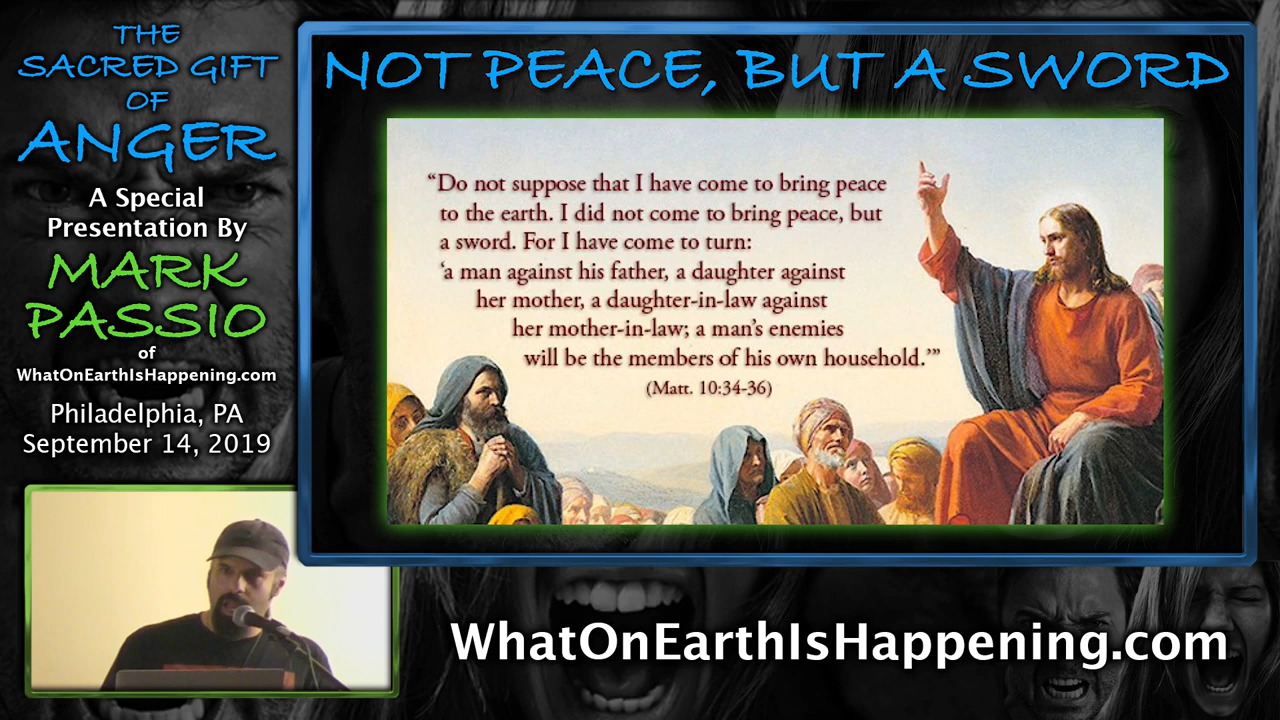 THE
SACRED GIFT
OF
ANGER
A Special
Presentation By
MARK
PASSIO
of
WhatOnEarthIsHappening.com
Philadelphia, PA
September 14, 2019
NOT PEACE, BUT A SWORD
“Do not suppose that I have come to bring peace
to the earth. I did not come to bring peace, but
a sword. For I have come to turn:
‘a man against his father, a daughter against
her mother, a daughter-in-law against
her mother-in-law; a man’s enemies
will be the members of his own household.’”
(Matt. 10:34-36)
WhatOnEarthIsHappening.com